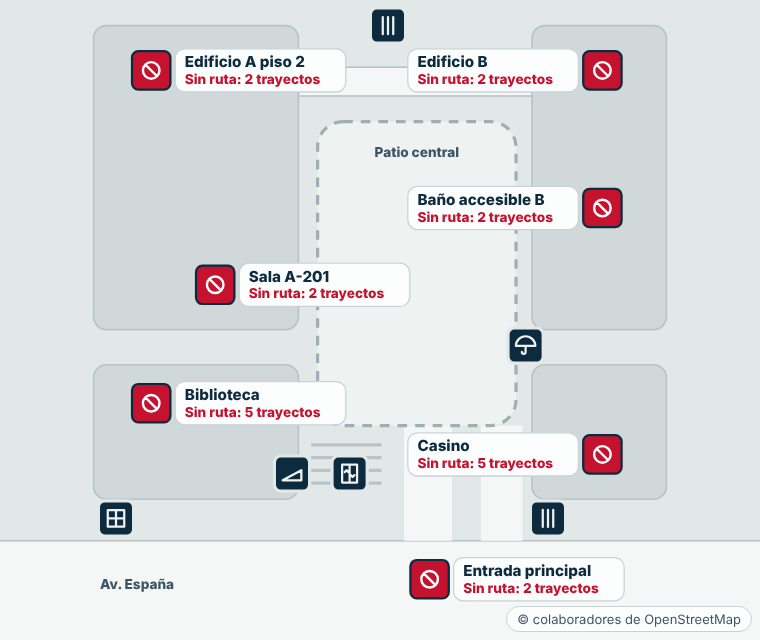 Edificio A piso 2
Sin ruta: 2 trayectos
Edificio B
Sin ruta: 2 trayectos
Patio central
Baño accesible B
Sin ruta: 2 trayectos
Sala A-201
Sin ruta: 2 trayectos
Biblioteca
Sin ruta: 5 trayectos
Casino
Sin ruta: 5 trayectos
Entrada principal
Sin ruta: 2 trayectos
Av. España
© colaboradores de OpenStreetMap